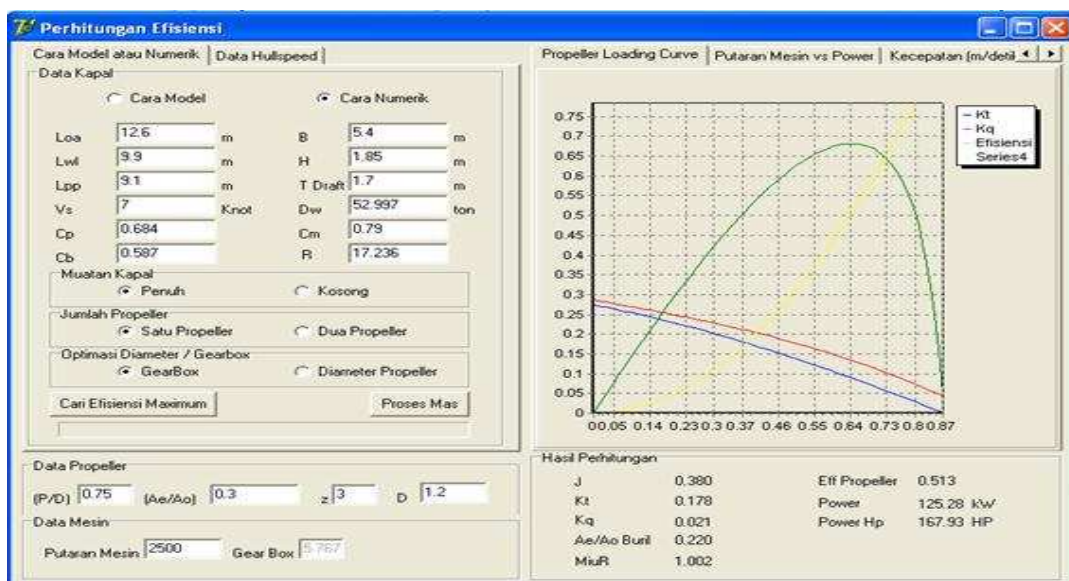 Perhitungan Efisiensi
Cara Model atau Numerik
Data Hullspeed
Data Kapal
Cara Model
Cara Numerik
Loa 12.6 m
B 5.4 m
Lwl 9.9 m
H 1.85 m
Lpp 9.1 m
T Draft 1.7 m
Vs 7 Knot
Dw 52.997 ton
Cp 0.684
Cm 0.79
Cb 0.587
R 17.236
Muatan Kapal
Penuh
Kosong
Jumlah Propeller
Satu Propeller
Dua Propeller
Optimasi Diameter / Gearbox
GearBox
Diameter Propeller
Cari Efisiensi Maximum
Proses Mas
Data Propeller
(P/D) 0.75 (Ae/Ao) 0.3 z 3 D 1.2
Data Mesin
Putaran Mesin 2500 Gear Box 5.767
Propeller Loading Curve
Putaran Mesin vs Power
Kecepatan (m/detil
0.75
0.7
0.65
0.6
0.55
0.5
0.45
0.4
0.35
0.3
0.25
0.2
0.15
0.1
0.05
0
0 0.05 0.14 0.23 0.3 0.37 0.46 0.55 0.64 0.73 0.8 0.87
Kt
Kq
Efisiensi
Series4
Hasil Perhitungan
J 0.380
Eff Propeller 0.513
Kt 0.178
Power 125.28 kW
Kq 0.021
Power Hp 167.93 HP
Ae/Ao Buril 0.220
MiuR 1.002